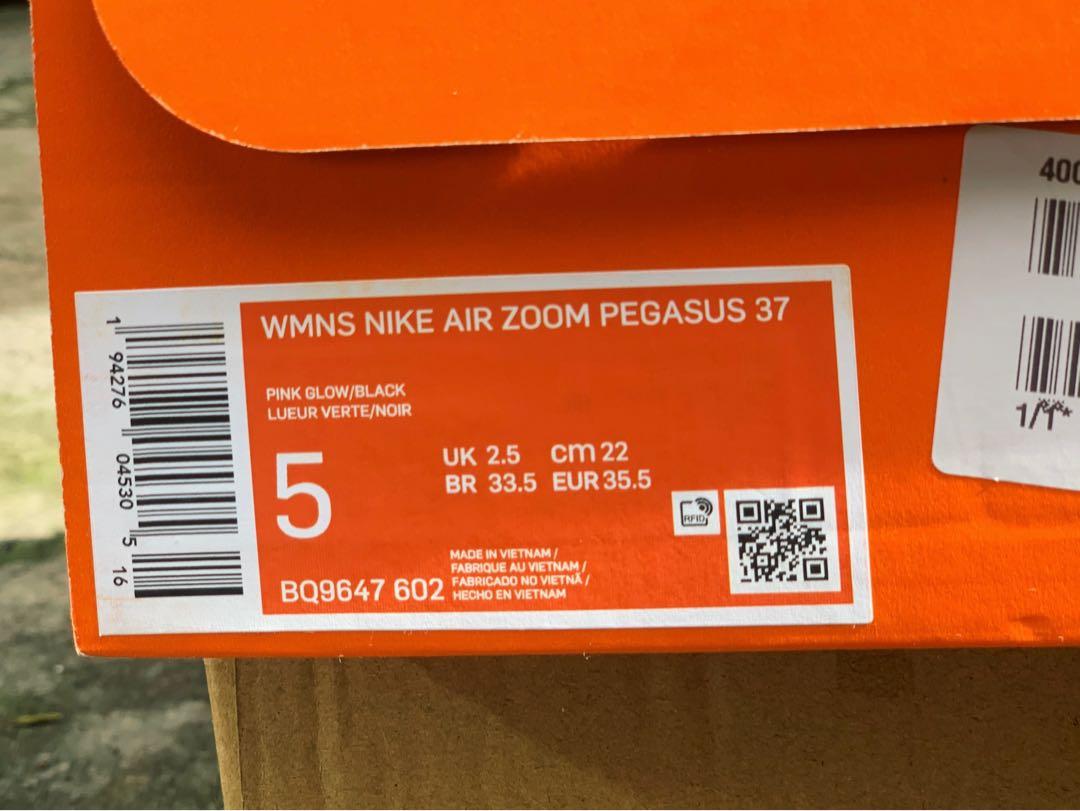 WMNS NIKE AIR ZOOM PEGASUS 37
PINK GLOW/BLACK
LUEUR VERTE/NOIR
5
UK 2.5 cm 22
BR 33.5 EUR 35.5
RFID
BQ9647 602
MADE IN VIETNAM /
FABRIQUE AU VIETNAM /
FABRICADO NO VIETNÃ /
HECHO EN VIETNAM
1 94276 04530 5 16
400
1/1**